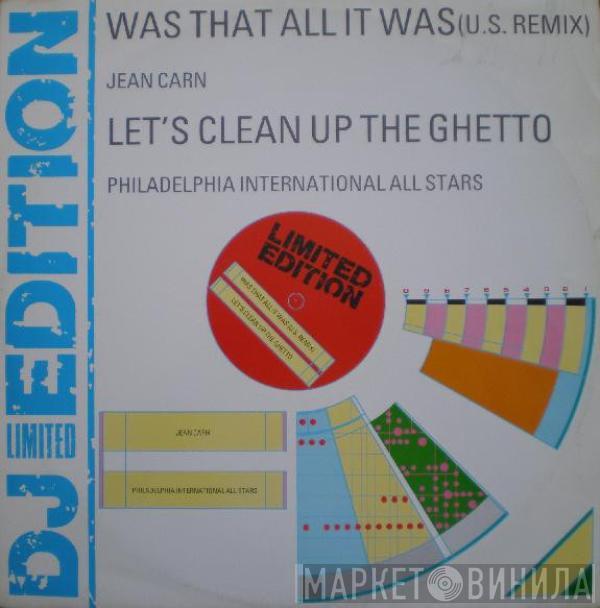 DJ LIMITED EDITION
WAS THAT ALL IT WAS (U.S. REMIX)
JEAN CARN
LET'S CLEAN UP THE GHETTO
PHILADELPHIA INTERNATIONAL ALL STARS
LIMITED
EDITION
WAS THAT ALL IT WAS (U.S. REMIX)
LET'S CLEAN UP THE GHETTO
JEAN CARN
PHILADELPHIA INTERNATIONAL ALL STARS
МАРКЕТ ВИНИЛА